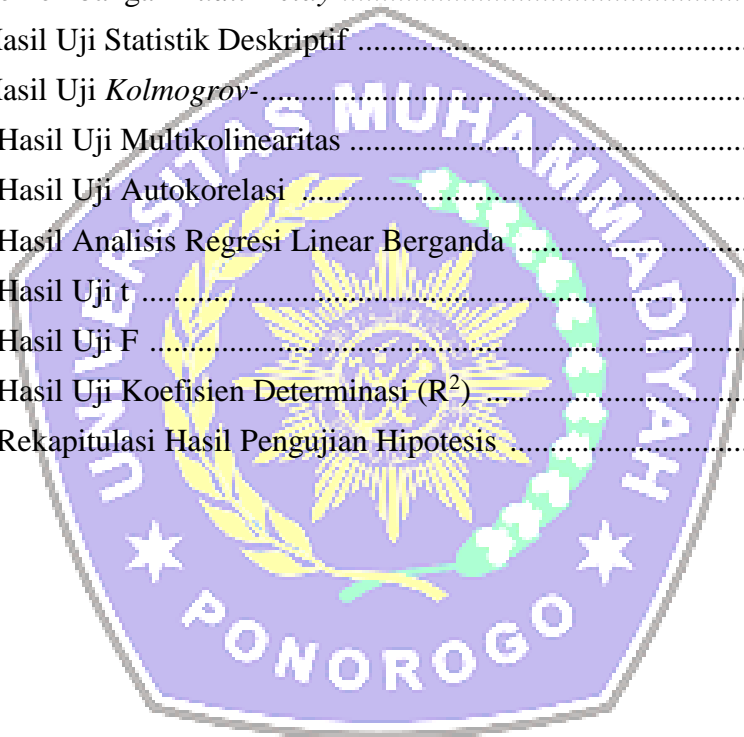 Hasil Uji Statistik Deskriptif ..........................................................
Hasil Uji Kolmogrov-..........................................................................
Hasil Uji Multikolinearitas ............................................................
Hasil Uji Autokorelasi ....................................................................
Hasil Analisis Regresi Linear Berganda ...................................
Hasil Uji t ..........................................................................................
Hasil Uji F .........................................................................................
Hasil Uji Koefisien Determinasi (R²) ........................................
Rekapitulasi Hasil Pengujian Hipotesis ....................................
UNIVERSITAS MUHAMMADIYAH
PONOROGO